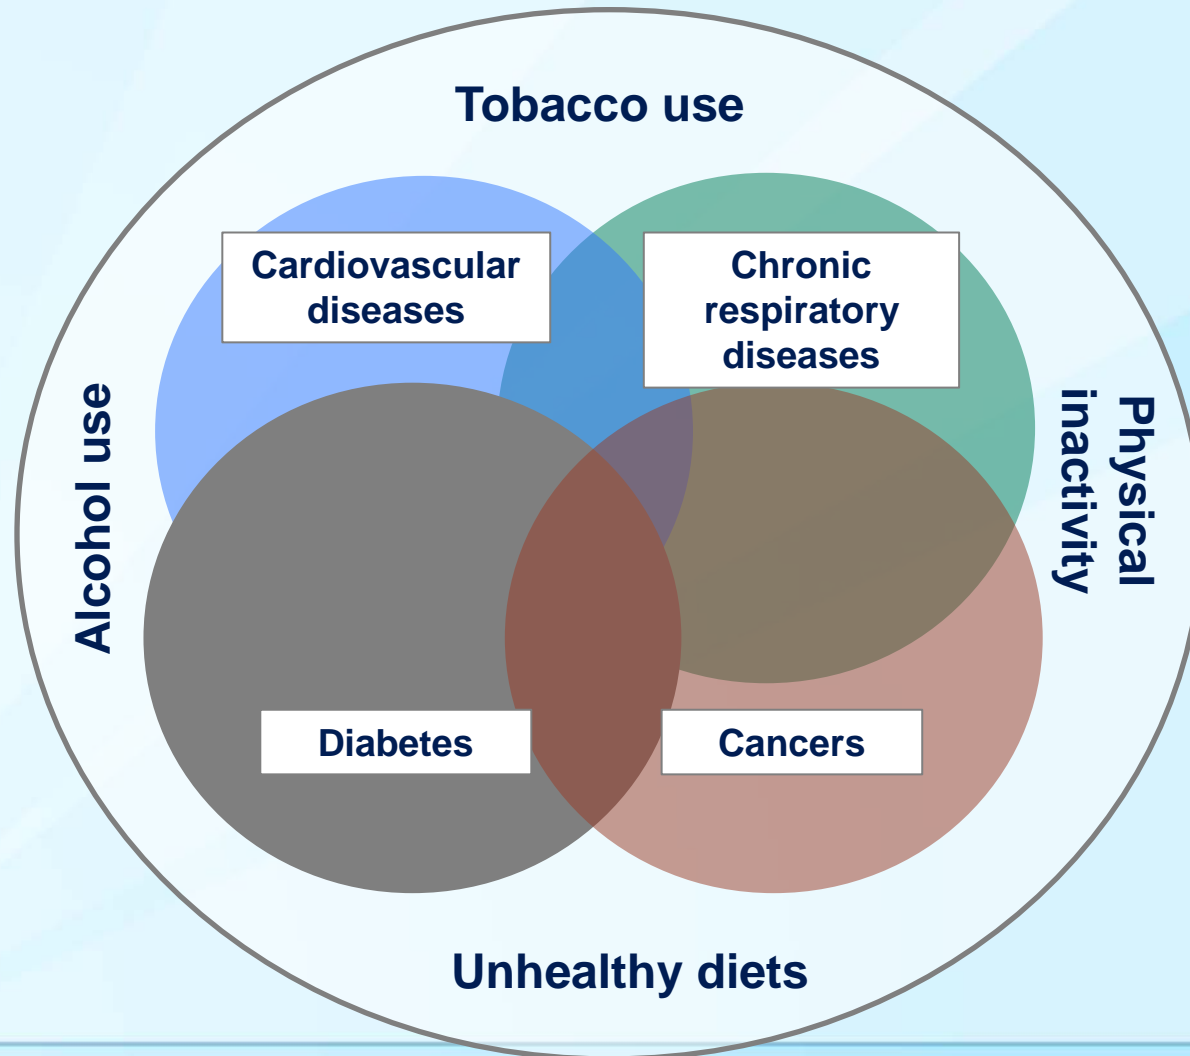 Tobacco use
Cardiovascular
diseases
Chronic
respiratory
diseases
Alcohol use
Physical
inactivity
Diabetes
Cancers
Unhealthy diets